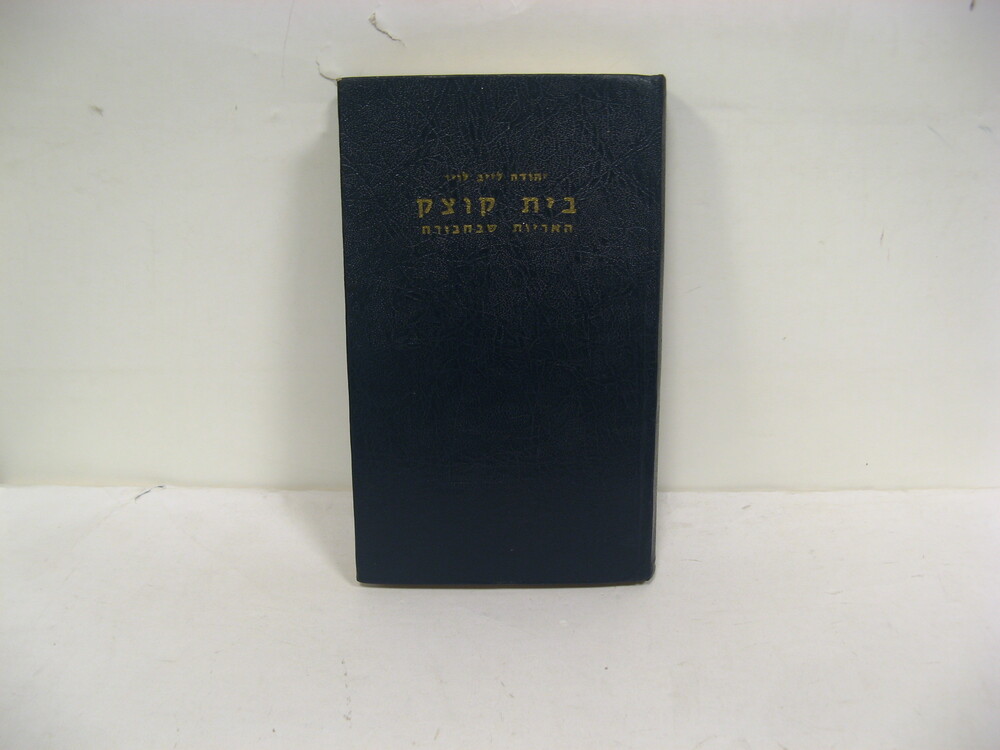 יהודה לייב לוין
בית קוצק
האריות שבחבורה